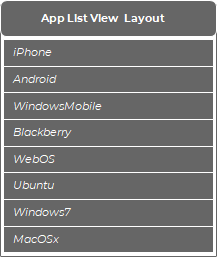 App List View Layout
iPhone
Android
WindowsMobile
Blackberry
WebOS
Ubuntu
Windows7
MacOSx